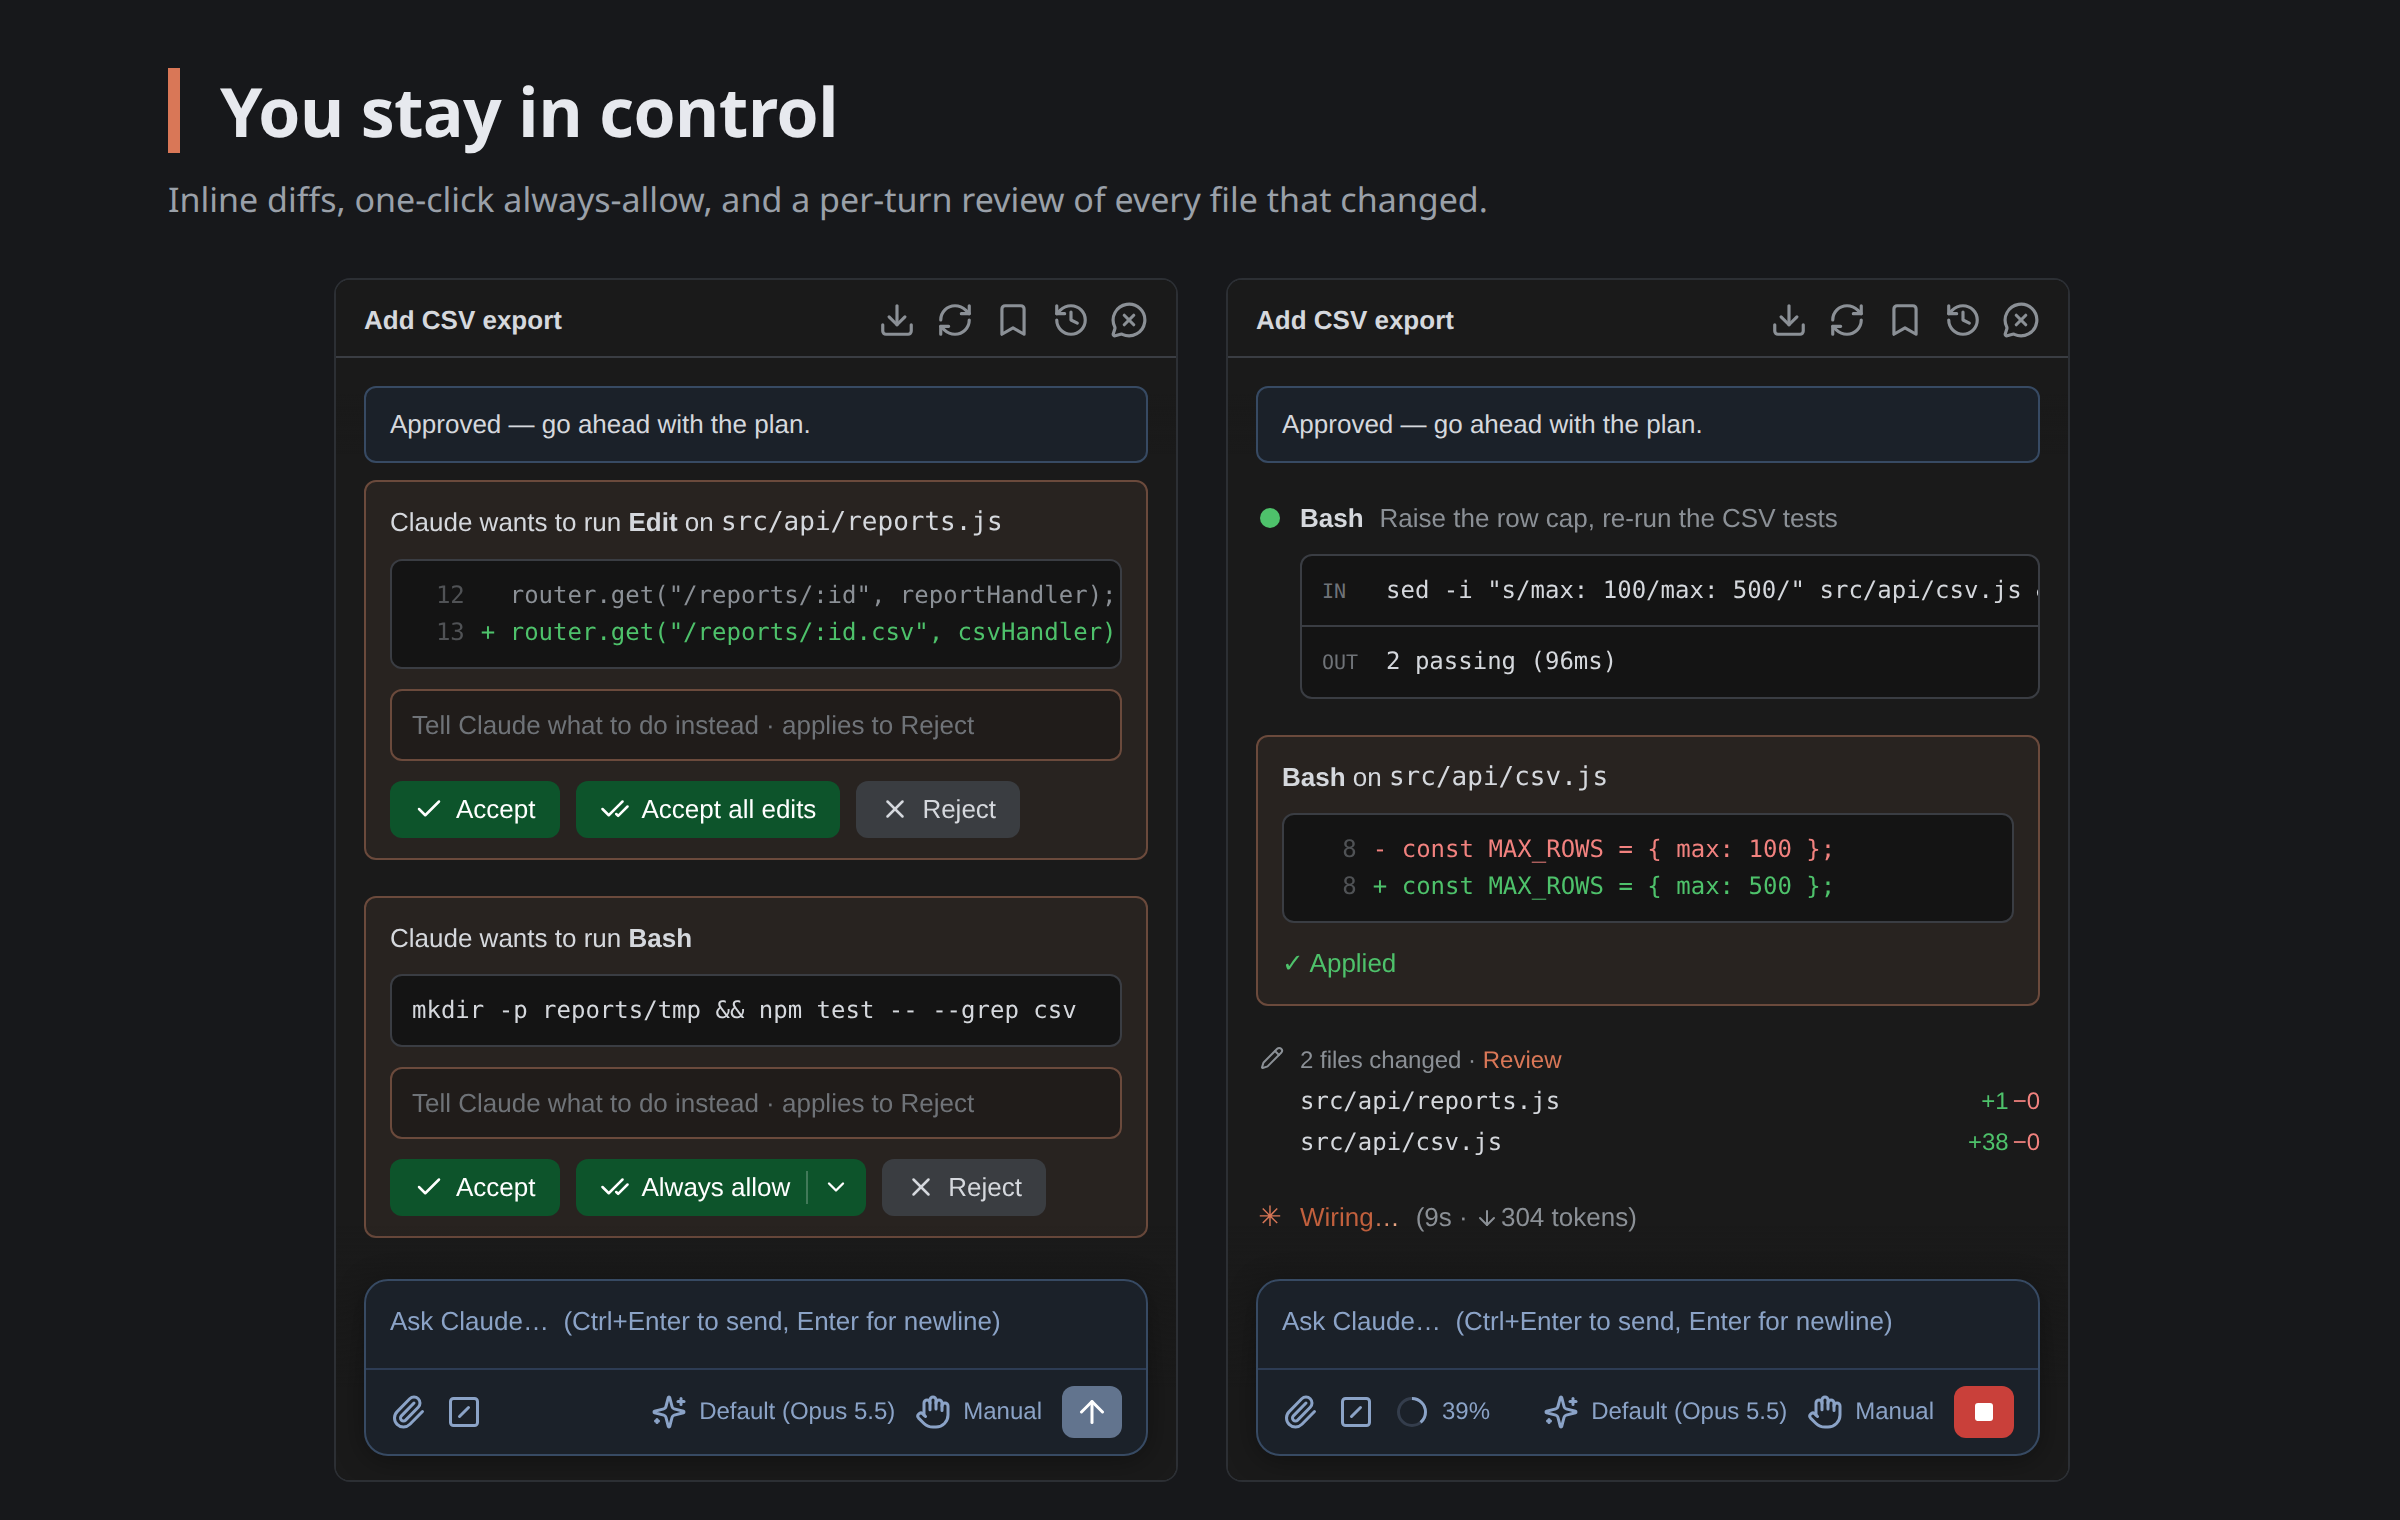 You stay in control
Inline diffs, one-click always-allow, and a per-turn review of every file that changed.
Add CSV export
Approved — go ahead with the plan.
Claude wants to run Edit on src/api/reports.js
12 router.get("/reports/:id", reportHandler);
13 + router.get("/reports/:id.csv", csvHandler)
Tell Claude what to do instead · applies to Reject
Accept
Accept all edits
Reject
Claude wants to run Bash
mkdir -p reports/tmp && npm test -- --grep csv
Tell Claude what to do instead · applies to Reject
Accept
Always allow
Reject
Ask Claude… (Ctrl+Enter to send, Enter for newline)
Default (Opus 5.5)
Manual
Add CSV export
Approved — go ahead with the plan.
Bash Raise the row cap, re-run the CSV tests
IN sed -i "s/max: 100/max: 500/" src/api/csv.js
OUT 2 passing (96ms)
Bash on src/api/csv.js
8 - const MAX_ROWS = { max: 100 };
8 + const MAX_ROWS = { max: 500 };
✓ Applied
2 files changed · Review
src/api/reports.js +1 −0
src/api/csv.js +38 −0
Wiring… (9s · ↓ 304 tokens)
Ask Claude… (Ctrl+Enter to send, Enter for newline)
39%
Default (Opus 5.5)
Manual